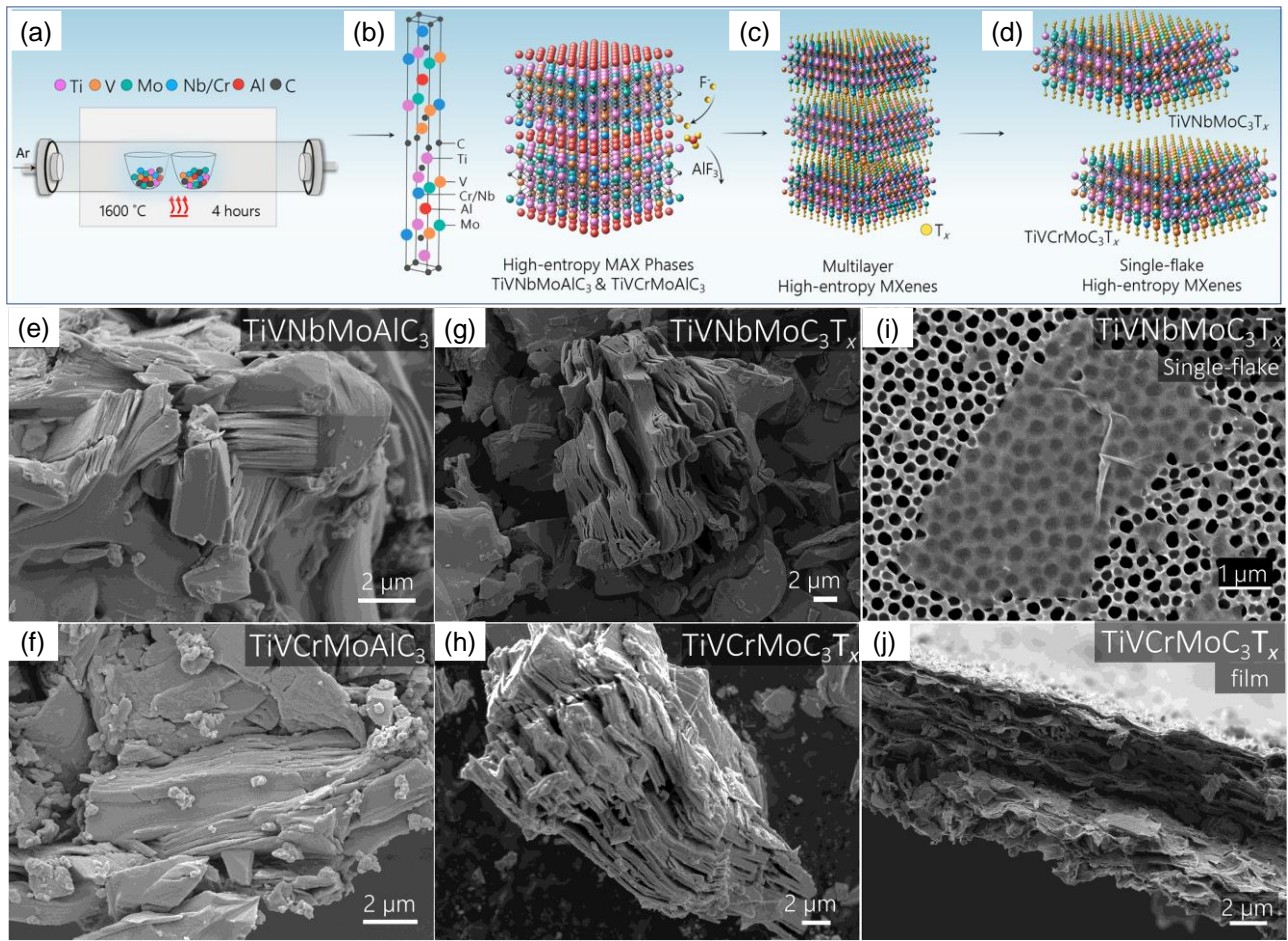 (a)
Ti V Mo Nb/Cr Al C
Ar
1600 ˚C
4 hours
(b)
C
Ti
V
Cr/Nb
Al
Mo
F-
AlF₃
High-entropy MAX Phases
TiVNbMoAlC₃ & TiVCrMoAlC₃
(c)
Tₓ
Multilayer
High-entropy MXenes
(d)
TiVNbMoC₃Tₓ
TiVCrMoC₃Tₓ
Single-flake
High-entropy MXenes
(e)
TiVNbMoAlC₃
2 µm
(g)
TiVNbMoC₃Tₓ
2 µm
(i)
TiVNbMoC₃Tₓ
Single-flake
1 µm
(f)
TiVCrMoAlC₃
2 µm
(h)
TiVCrMoC₃Tₓ
2 µm
(j)
TiVCrMoC₃Tₓ
film
2 µm